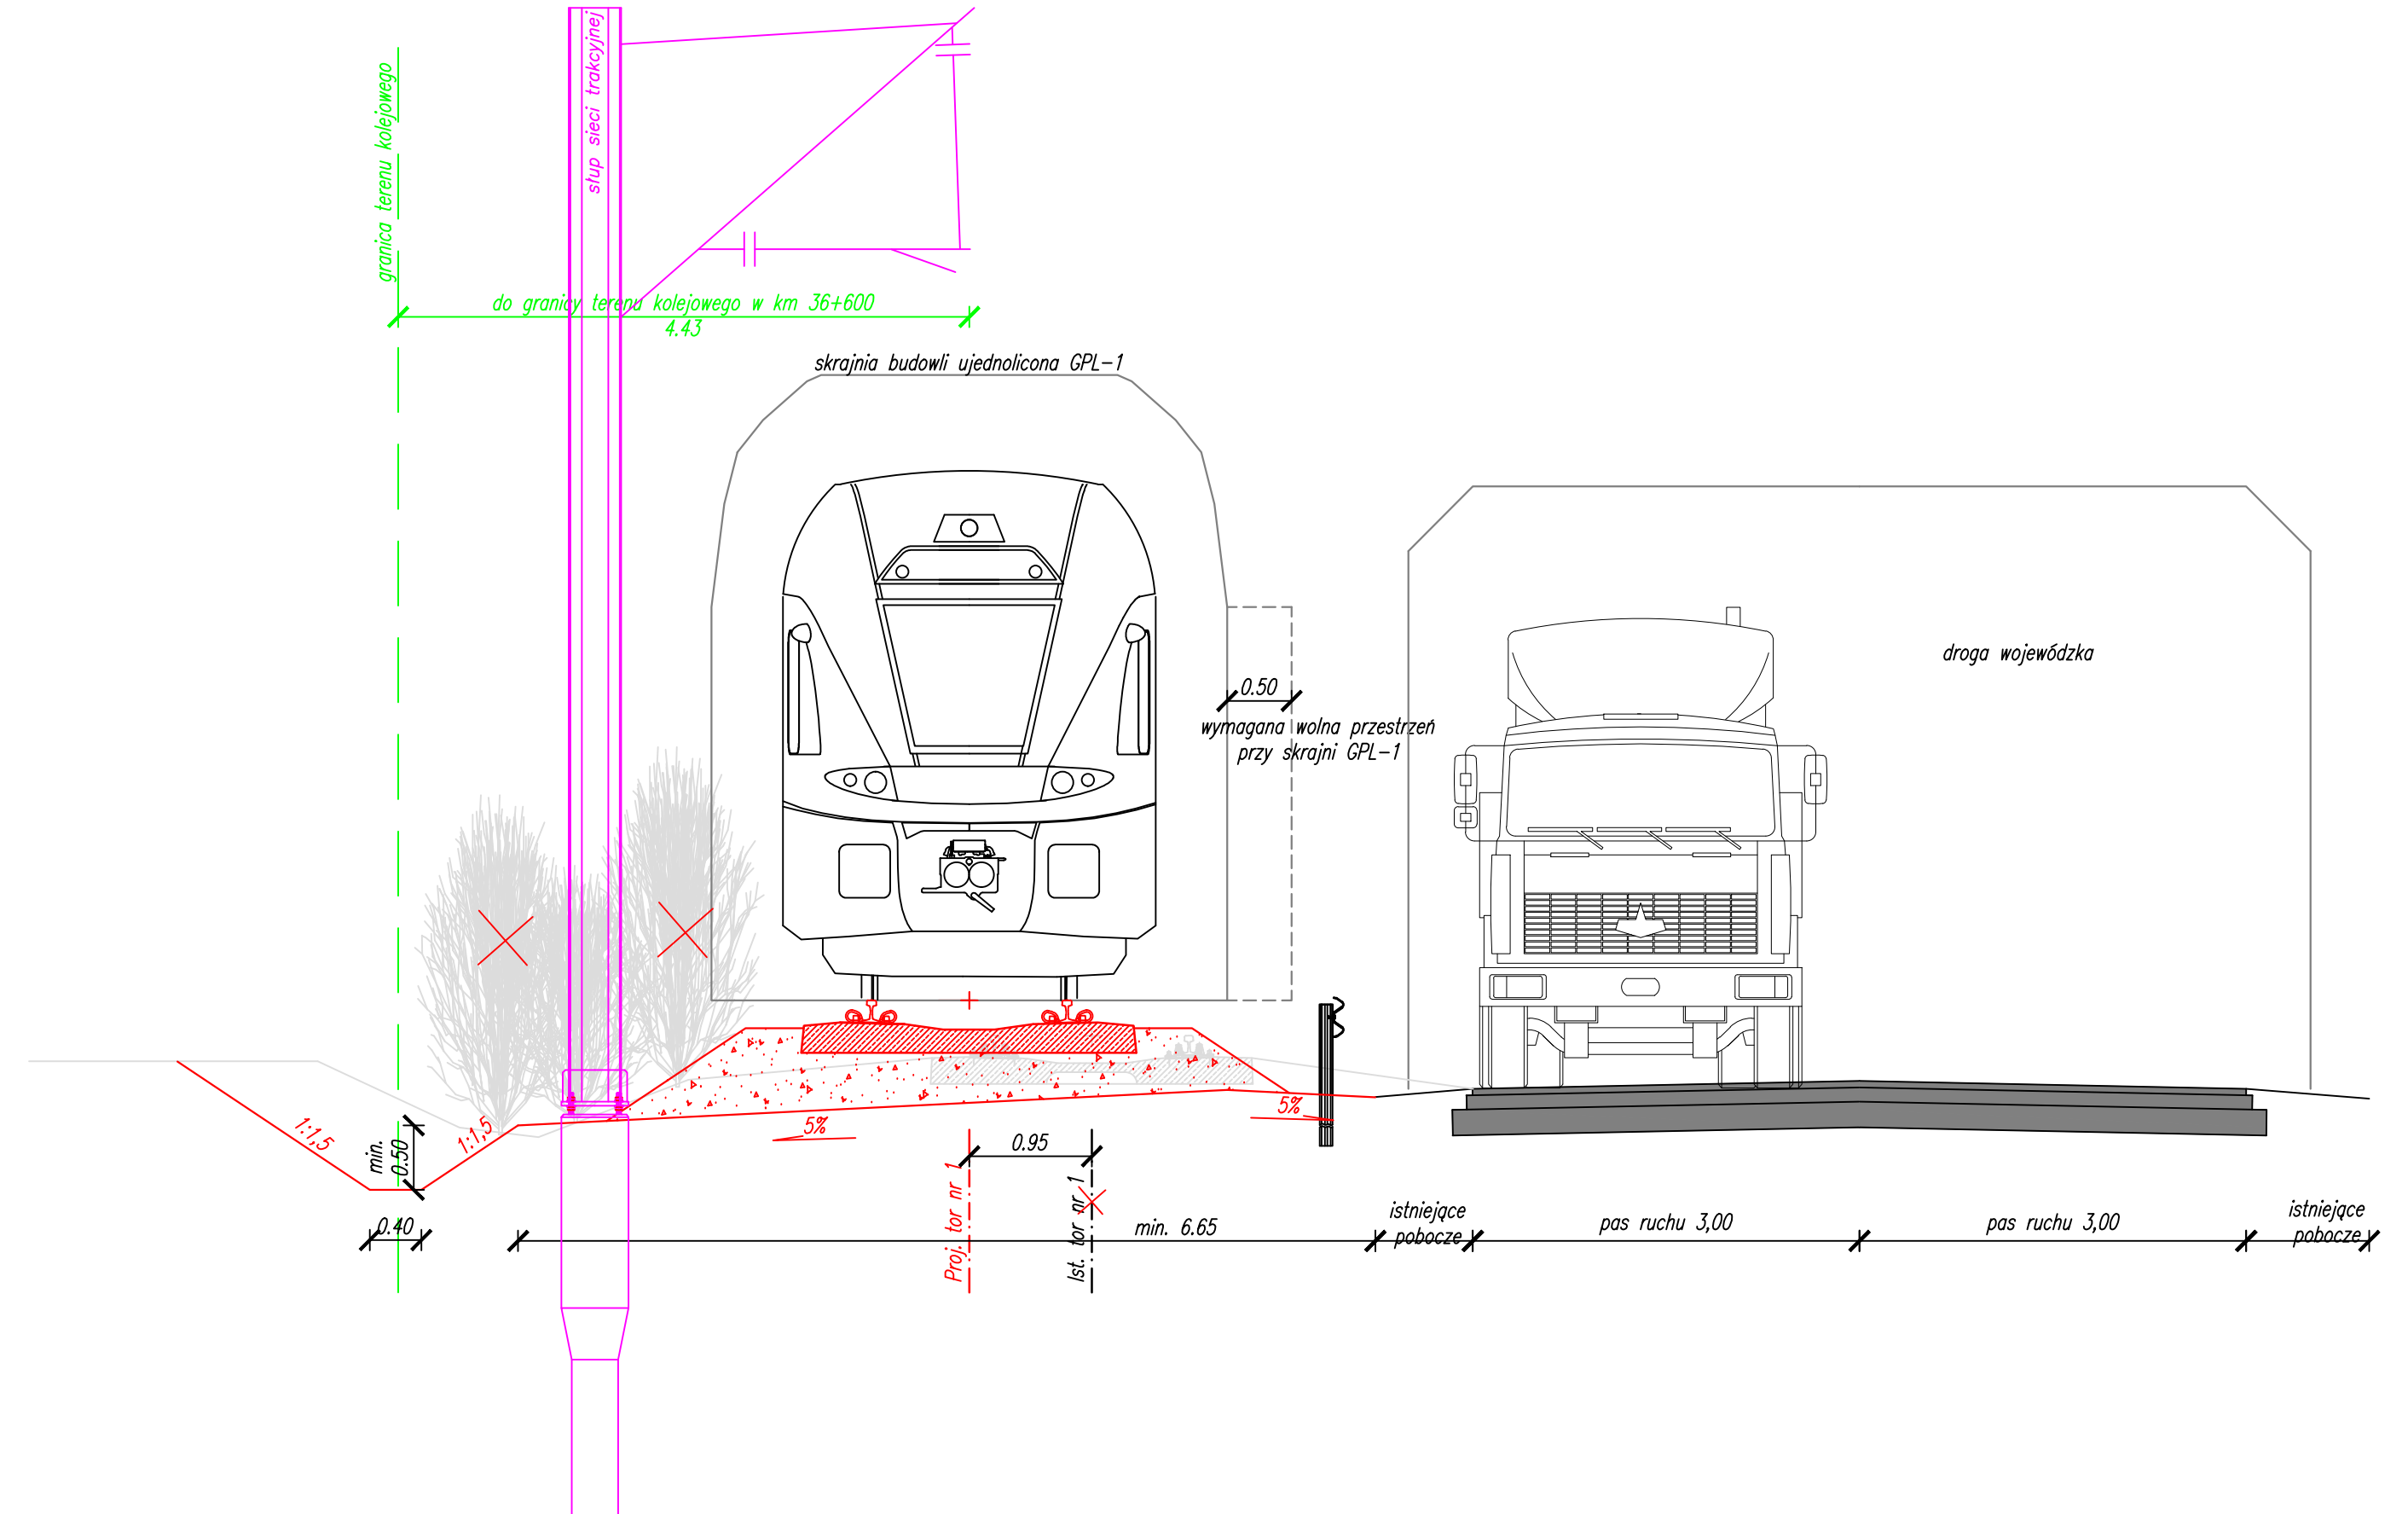 słup sieci trakcyjnej
granica terenu kolejowego
do granicy terenu kolejowego w km 36+600
4.43
skrajnia budowli ujednolicona GPL-1
droga wojewódzka
0.50
wymagana wolna przestrzeń
przy skrajni GPL-1
1:1,5
min.
0.50
1:1,5
5%
5%
0.95
Proj. tor nr 1
Ist. tor nr 1
0.40
min. 6.65
istniejące
pobocze
pas ruchu 3,00
pas ruchu 3,00
istniejące
pobocze